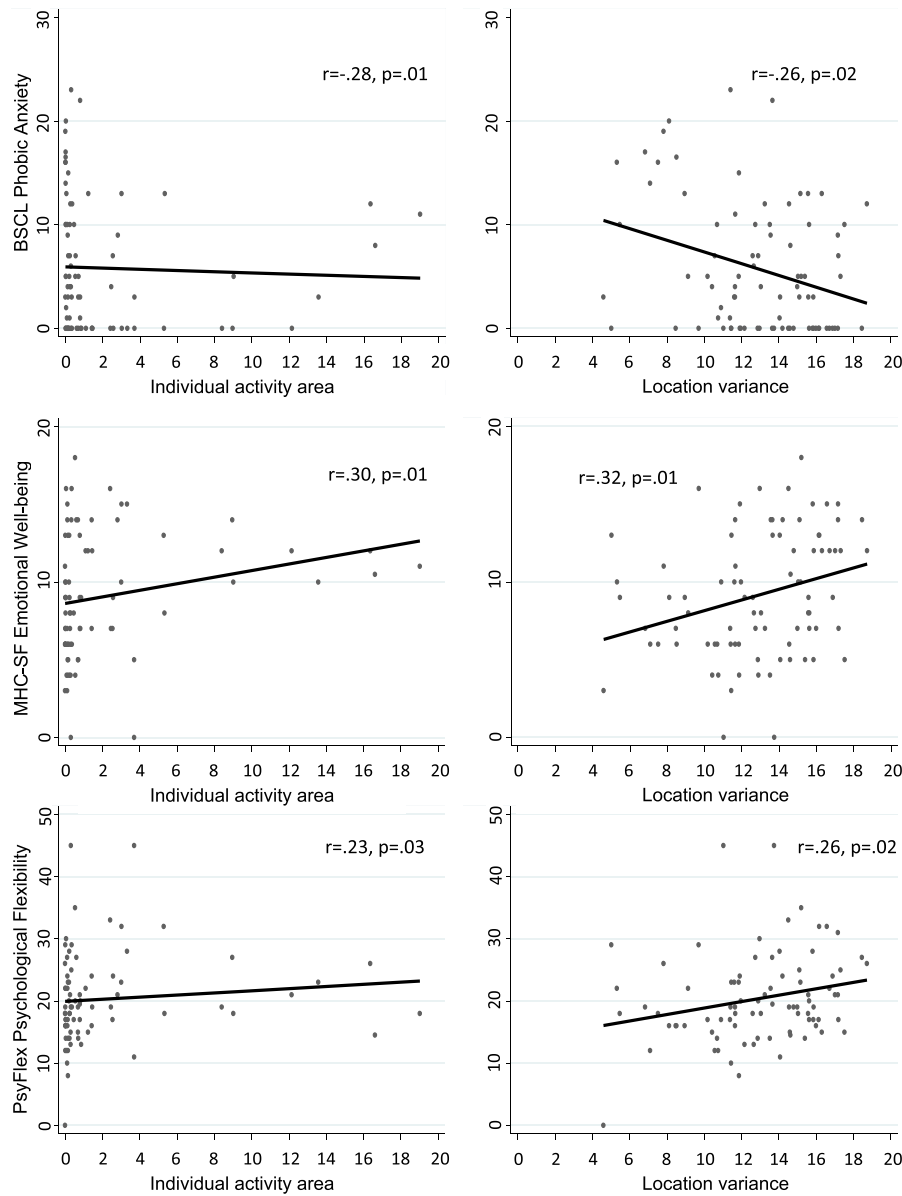 30
20
10
0
BSCL Phobic Anxiety
r=-.28, p=.01
0 2 4 6 8 10 12 14 16 18 20
Individual activity area
30
20
10
0
r=-.26, p=.02
0 2 4 6 8 10 12 14 16 18 20
Location variance
20
10
0
MHC-SF Emotional Well-being
r=.30, p=.01
0 2 4 6 8 10 12 14 16 18 20
Individual activity area
20
10
0
r=.32, p=.01
0 2 4 6 8 10 12 14 16 18 20
Location variance
50
40
30
20
10
0
PsyFlex Psychological Flexibility
r=.23, p=.03
0 2 4 6 8 10 12 14 16 18 20
Individual activity area
50
40
30
20
10
0
r=.26, p=.02
0 2 4 6 8 10 12 14 16 18 20
Location variance